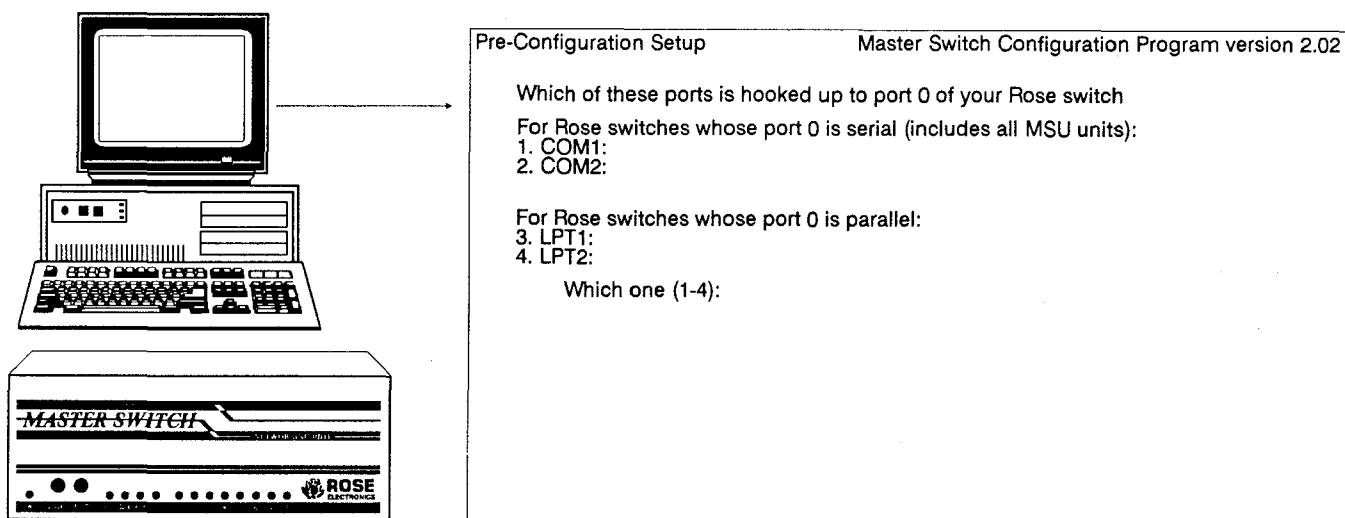 Pre-Configuration Setup Master Switch Configuration Program version 2.02
Which of these ports is hooked up to port 0 of your Rose switch
For Rose switches whose port 0 is serial (includes all MSU units):
1. COM1:
2. COM2:
For Rose switches whose port 0 is parallel:
3. LPT1:
4. LPT2:
Which one (1-4):
MASTER SWITCH
ROSE
ELECTRONICS